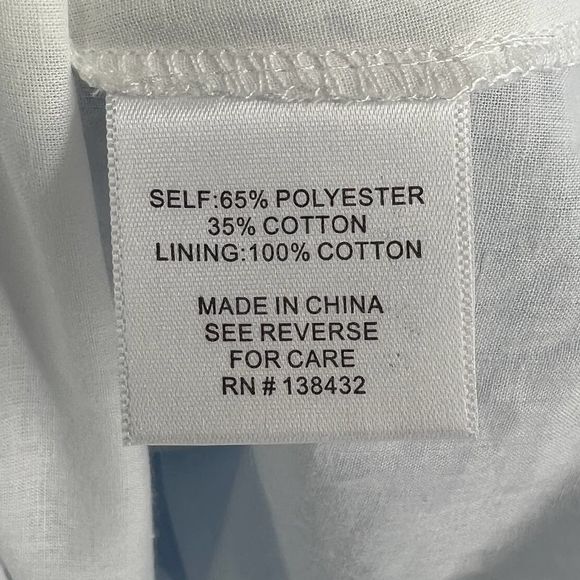 SELF:65% POLYESTER
35% COTTON
LINING:100% COTTON
MADE IN CHINA
SEE REVERSE
FOR CARE
RN # 138432